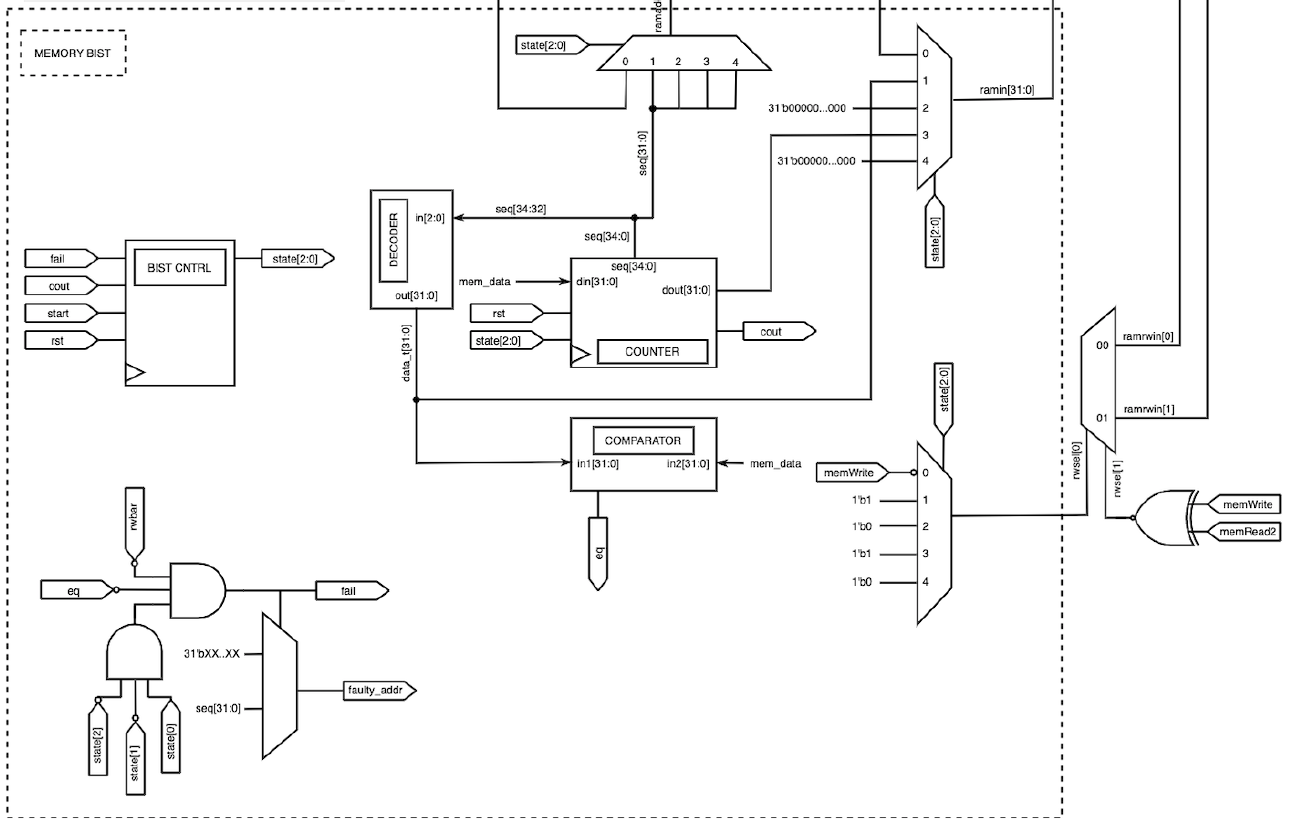 MEMORY BIST
ramad
state[2:0]
0 1 2 3 4
seq[31:0]
0
1
31'b00000...000 2
3
31'b00000...000 4
ramin[31:0]
state[2:0]
DECODER
in[2:0]
out[31:0]
seq[34:32]
seq[34:0]
data_t[31:0]
fail
cout
start
rst
BIST CNTRL
state[2:0]
seq[34:0]
mem_data
din[31:0]
dout[31:0]
rst
state[2:0]
COUNTER
cout
00
ramrwin[0]
01
ramrwin[1]
rwsel[0]
rwsel[1]
memWrite
memRead2
COMPARATOR
in1[31:0]
in2[31:0]
mem_data
eq
state[2:0]
memWrite 0
1'b1 1
1'b0 2
1'b1 3
1'b0 4
rwbar
eq
fail
31'bXX..XX
seq[31:0]
faulty_addr
state[2]
state[1]
state[0]